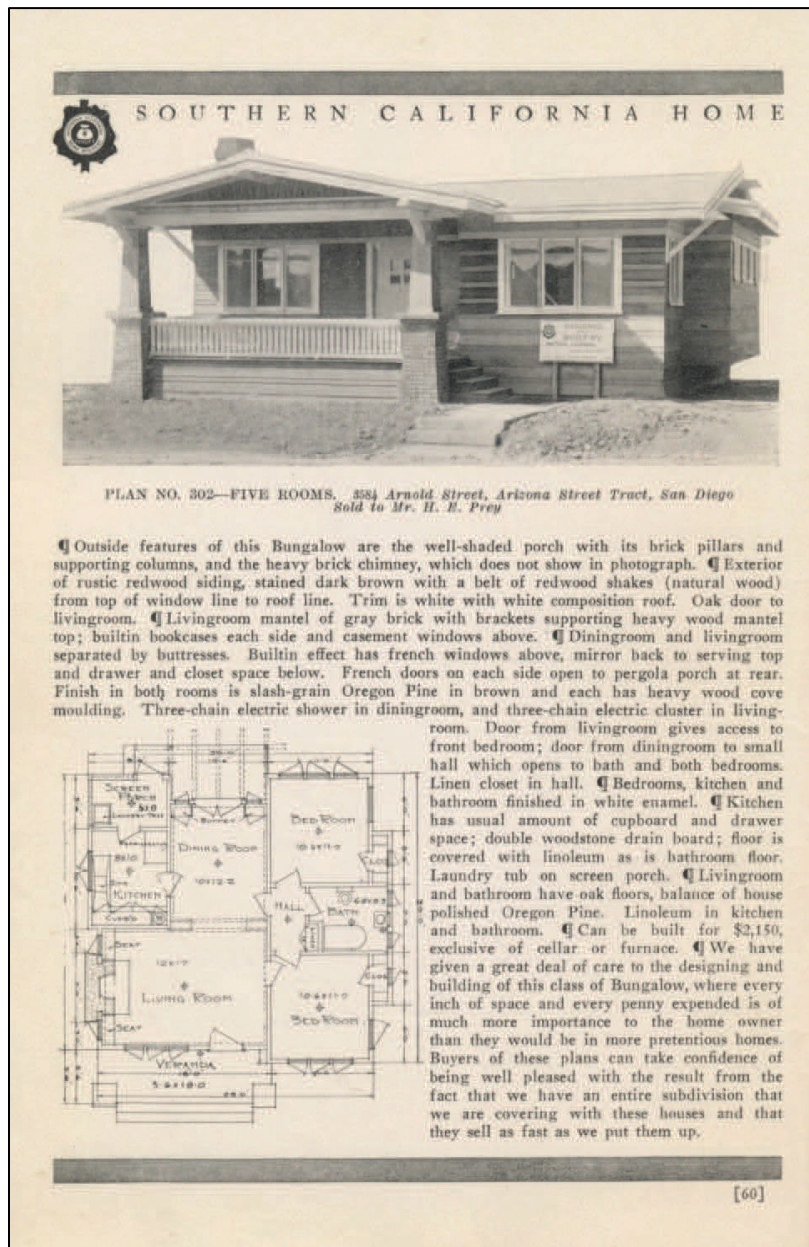 SOUTHERN CALIFORNIA HOME
PLAN NO. 302—FIVE ROOMS. 3584 Arnold Street, Arizona Street Tract, San Diego
Sold to Mr. H. E. Prey
¶ Outside features of this Bungalow are the well-shaded porch with its brick pillars and
supporting columns, and the heavy brick chimney, which does not show in photograph. ¶ Exterior
of rustic redwood siding, stained dark brown with a belt of redwood shakes (natural wood)
from top of window line to roof line. Trim is white with white composition roof. Oak door to
livingroom. ¶ Livingroom mantel of gray brick with brackets supporting heavy wood mantel
top; builtin bookcases each side and casement windows above. ¶ Diningroom and livingroom
separated by buttresses. Builtin effect has french windows above, mirror back to serving top
and drawer and closet space below. French doors on each side open to pergola porch at rear.
Finish in both rooms is slash-grain Oregon Pine in brown and each has heavy wood cove
moulding. Three-chain electric shower in diningroom, and three-chain electric cluster in living-
room. Door from livingroom gives access to
front bedroom; door from diningroom to small
hall which opens to bath and both bedrooms.
Linen closet in hall. ¶ Bedrooms, kitchen and
bathroom finished in white enamel. ¶ Kitchen
has usual amount of cupboard and drawer
space; double woodstone drain board; floor is
covered with linoleum as is bathroom floor.
Laundry tub on screen porch. ¶ Livingroom
and bathroom have oak floors, balance of house
polished Oregon Pine. Linoleum in kitchen
and bathroom. ¶ Can be built for $2,150,
exclusive of cellar or furnace. ¶ We have
given a great deal of care to the designing and
building of this class of Bungalow, where every
inch of space and every penny expended is of
much more importance to the home owner
than they would be in more pretentious homes.
Buyers of these plans can take confidence of
being well pleased with the result from the
fact that we have an entire subdivision that
we are covering with these houses and that
they sell as fast as we put them up.
SCREEN
PORCH
BUFFET
BED ROOM
10-6x11-0
DINING ROOM
10x12-2
8x10
KITCHEN
HALL
BATH
SEAT
12x17
LIVING ROOM
SEAT
10-6x11-0
BED ROOM
VERANDA
[60]